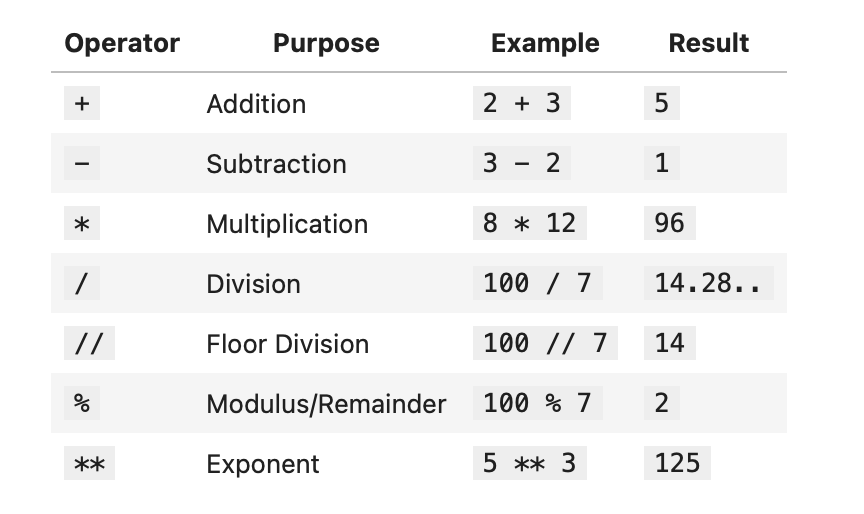 Operator Purpose Example Result
+ Addition 2 + 3 5
- Subtraction 3 - 2 1
* Multiplication 8 * 12 96
/ Division 100 / 7 14.28..
// Floor Division 100 // 7 14
% Modulus/Remainder 100 % 7 2
** Exponent 5 ** 3 125